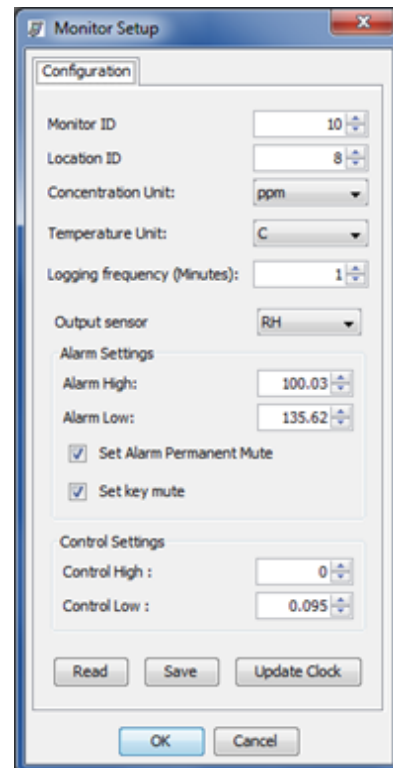 Monitor Setup
Configuration
Monitor ID 10
Location ID 8
Concentration Unit: ppm
Temperature Unit: C
Logging frequency (Minutes): 1
Output sensor RH
Alarm Settings
Alarm High: 100.03
Alarm Low: 135.62
Set Alarm Permanent Mute
Set key mute
Control Settings
Control High : 0
Control Low : 0.095
Read Save Update Clock
OK Cancel